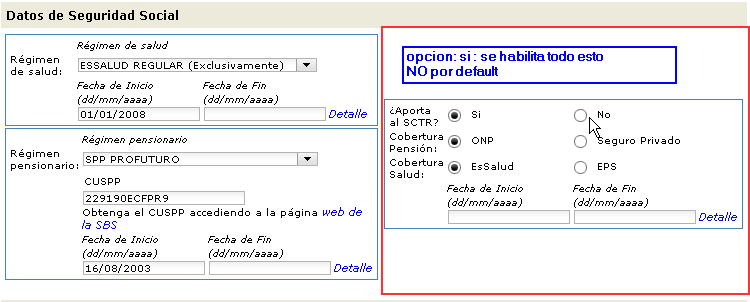 Datos de Seguridad Social
Régimen de salud
Régimen
de salud:
ESSALUD REGULAR (Exclusivamente)
Fecha de Inicio
(dd/mm/aaaa)
Fecha de Fin
(dd/mm/aaaa)
01/01/2008
Detalle
Régimen pensionario
Régimen
pensionario:
SPP PROFUTURO
CUSPP
229190ECFPR9
Obtenga el CUSPP accediendo a la página web de
la SBS
Fecha de Inicio
(dd/mm/aaaa)
Fecha de Fin
(dd/mm/aaaa)
16/08/2003
Detalle
opcion: si : se habilita todo esto
NO por default
¿Aporta
al SCTR?
Si
No
Cobertura
Pensión:
ONP
Seguro Privado
Cobertura
Salud:
EsSalud
EPS
Fecha de Inicio
(dd/mm/aaaa)
Fecha de Fin
(dd/mm/aaaa)
Detalle